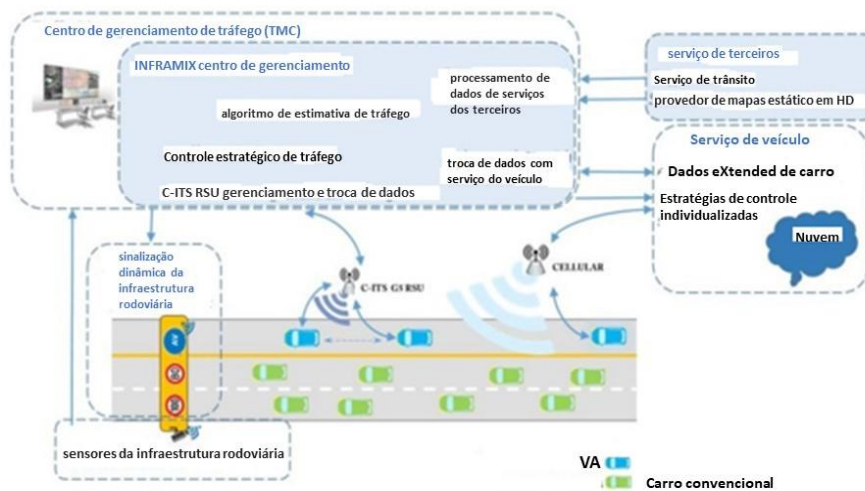 Centro de gerenciamento de tráfego (TMC)
INFRAMIX centro de gerenciamento
processamento de
dados de serviços
dos terceiros
algoritmo de estimativa de tráfego
Controle estratégico de tráfego
troca de dados com
serviço do veículo
C-ITS RSU gerenciamento e troca de dados
serviço de terceiros
Serviço de trânsito
provedor de mapas estático em HD
Serviço de veículo
Dados eXtended de carro
Estratégias de controle
individualizadas
Nuvem
sinalização
dinâmica da
infraestrutura
rodoviária
C-ITS G5 RSU
CELLULAR
AV
sensores da infraestrutura rodoviária
VA
Carro convencional